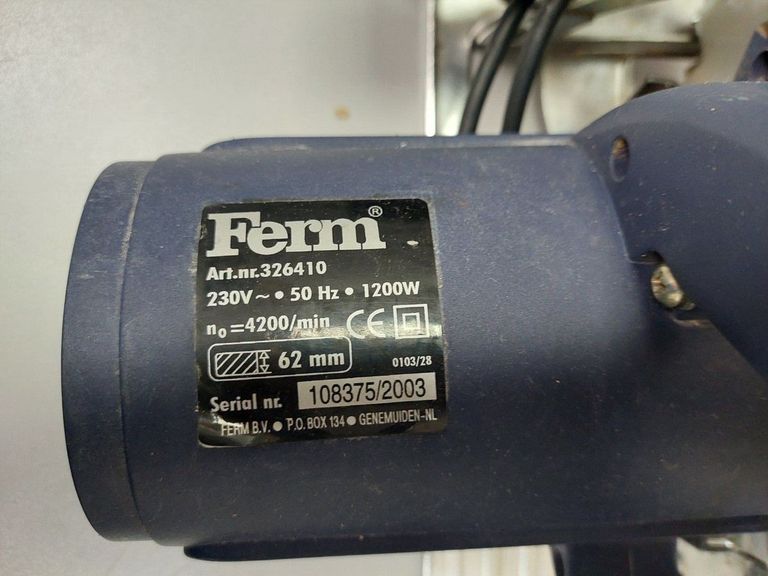 Ferm®
Art.nr.326410
230V ~ • 50 Hz • 1200W
n₀=4200/min CE
62 mm
0103/28
Serial nr. 108375/2003
FERM B.V. ● P.O. BOX 134 ● GENEMUIDEN-NL